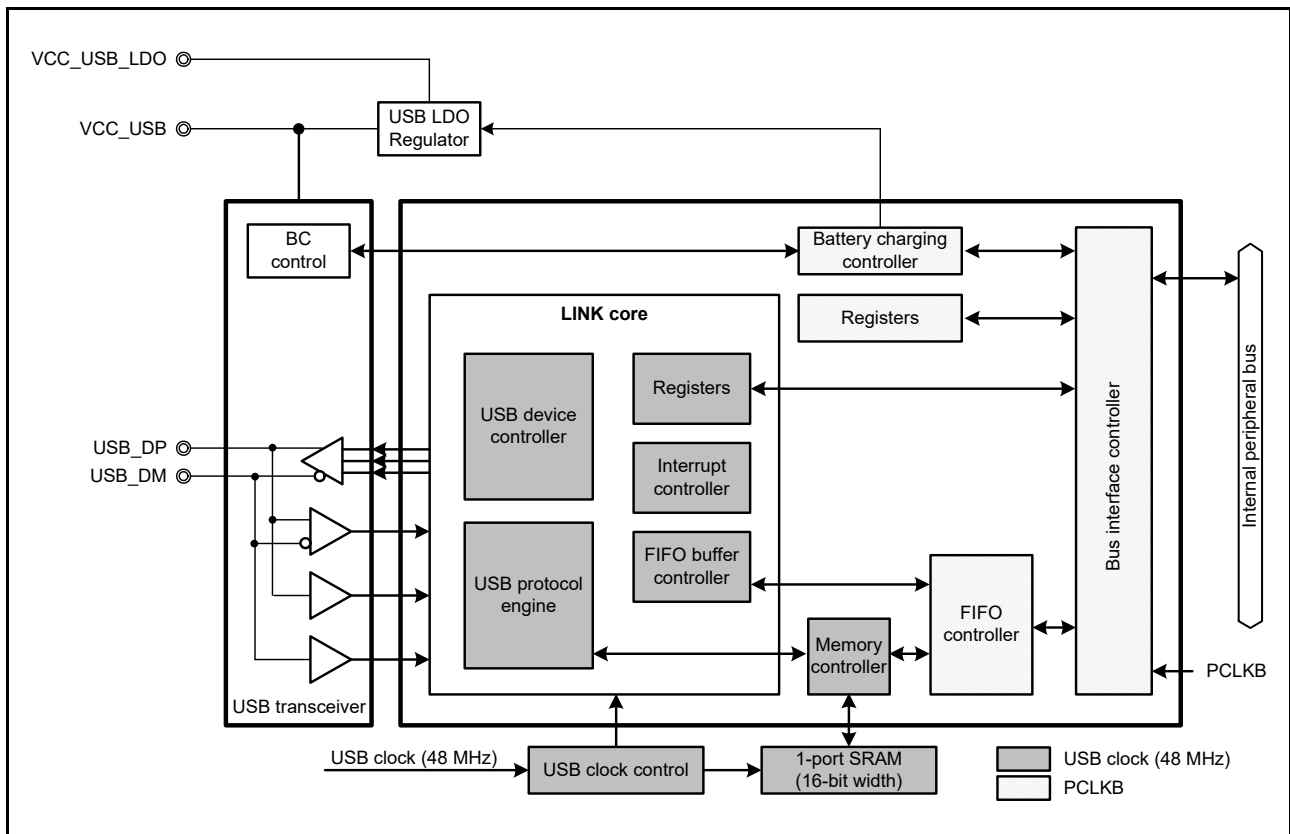 VCC_USB_LDO
VCC_USB
USB LDO
Regulator
BC
control
Battery charging
controller
LINK core
Registers
USB device
controller
Registers
Interrupt
controller
USB_DP
USB_DM
USB protocol
engine
FIFO buffer
controller
Memory
controller
FIFO
controller
Bus interface controller
Internal peripheral bus
PCLKB
USB transceiver
USB clock (48 MHz)
USB clock control
1-port SRAM
(16-bit width)
USB clock (48 MHz)
PCLKB